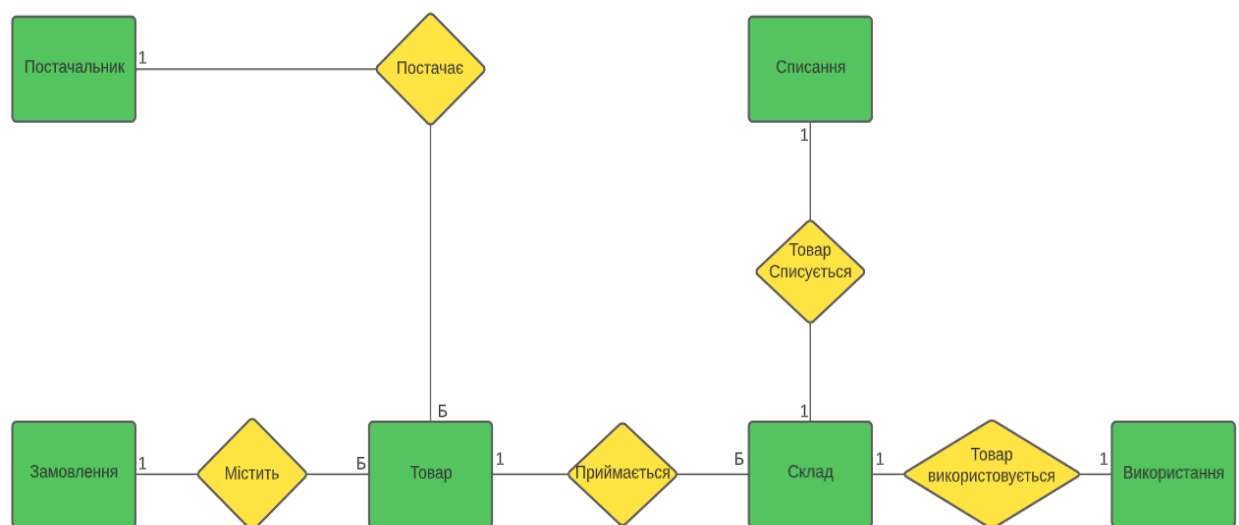 Постачальник
1
Постачає
Списання
1
Товар
Списується
Б
1
Замовлення
1
Містить
Б
Товар
1
Приймається
Б
Склад
1
Товар
використовується
1
Використання